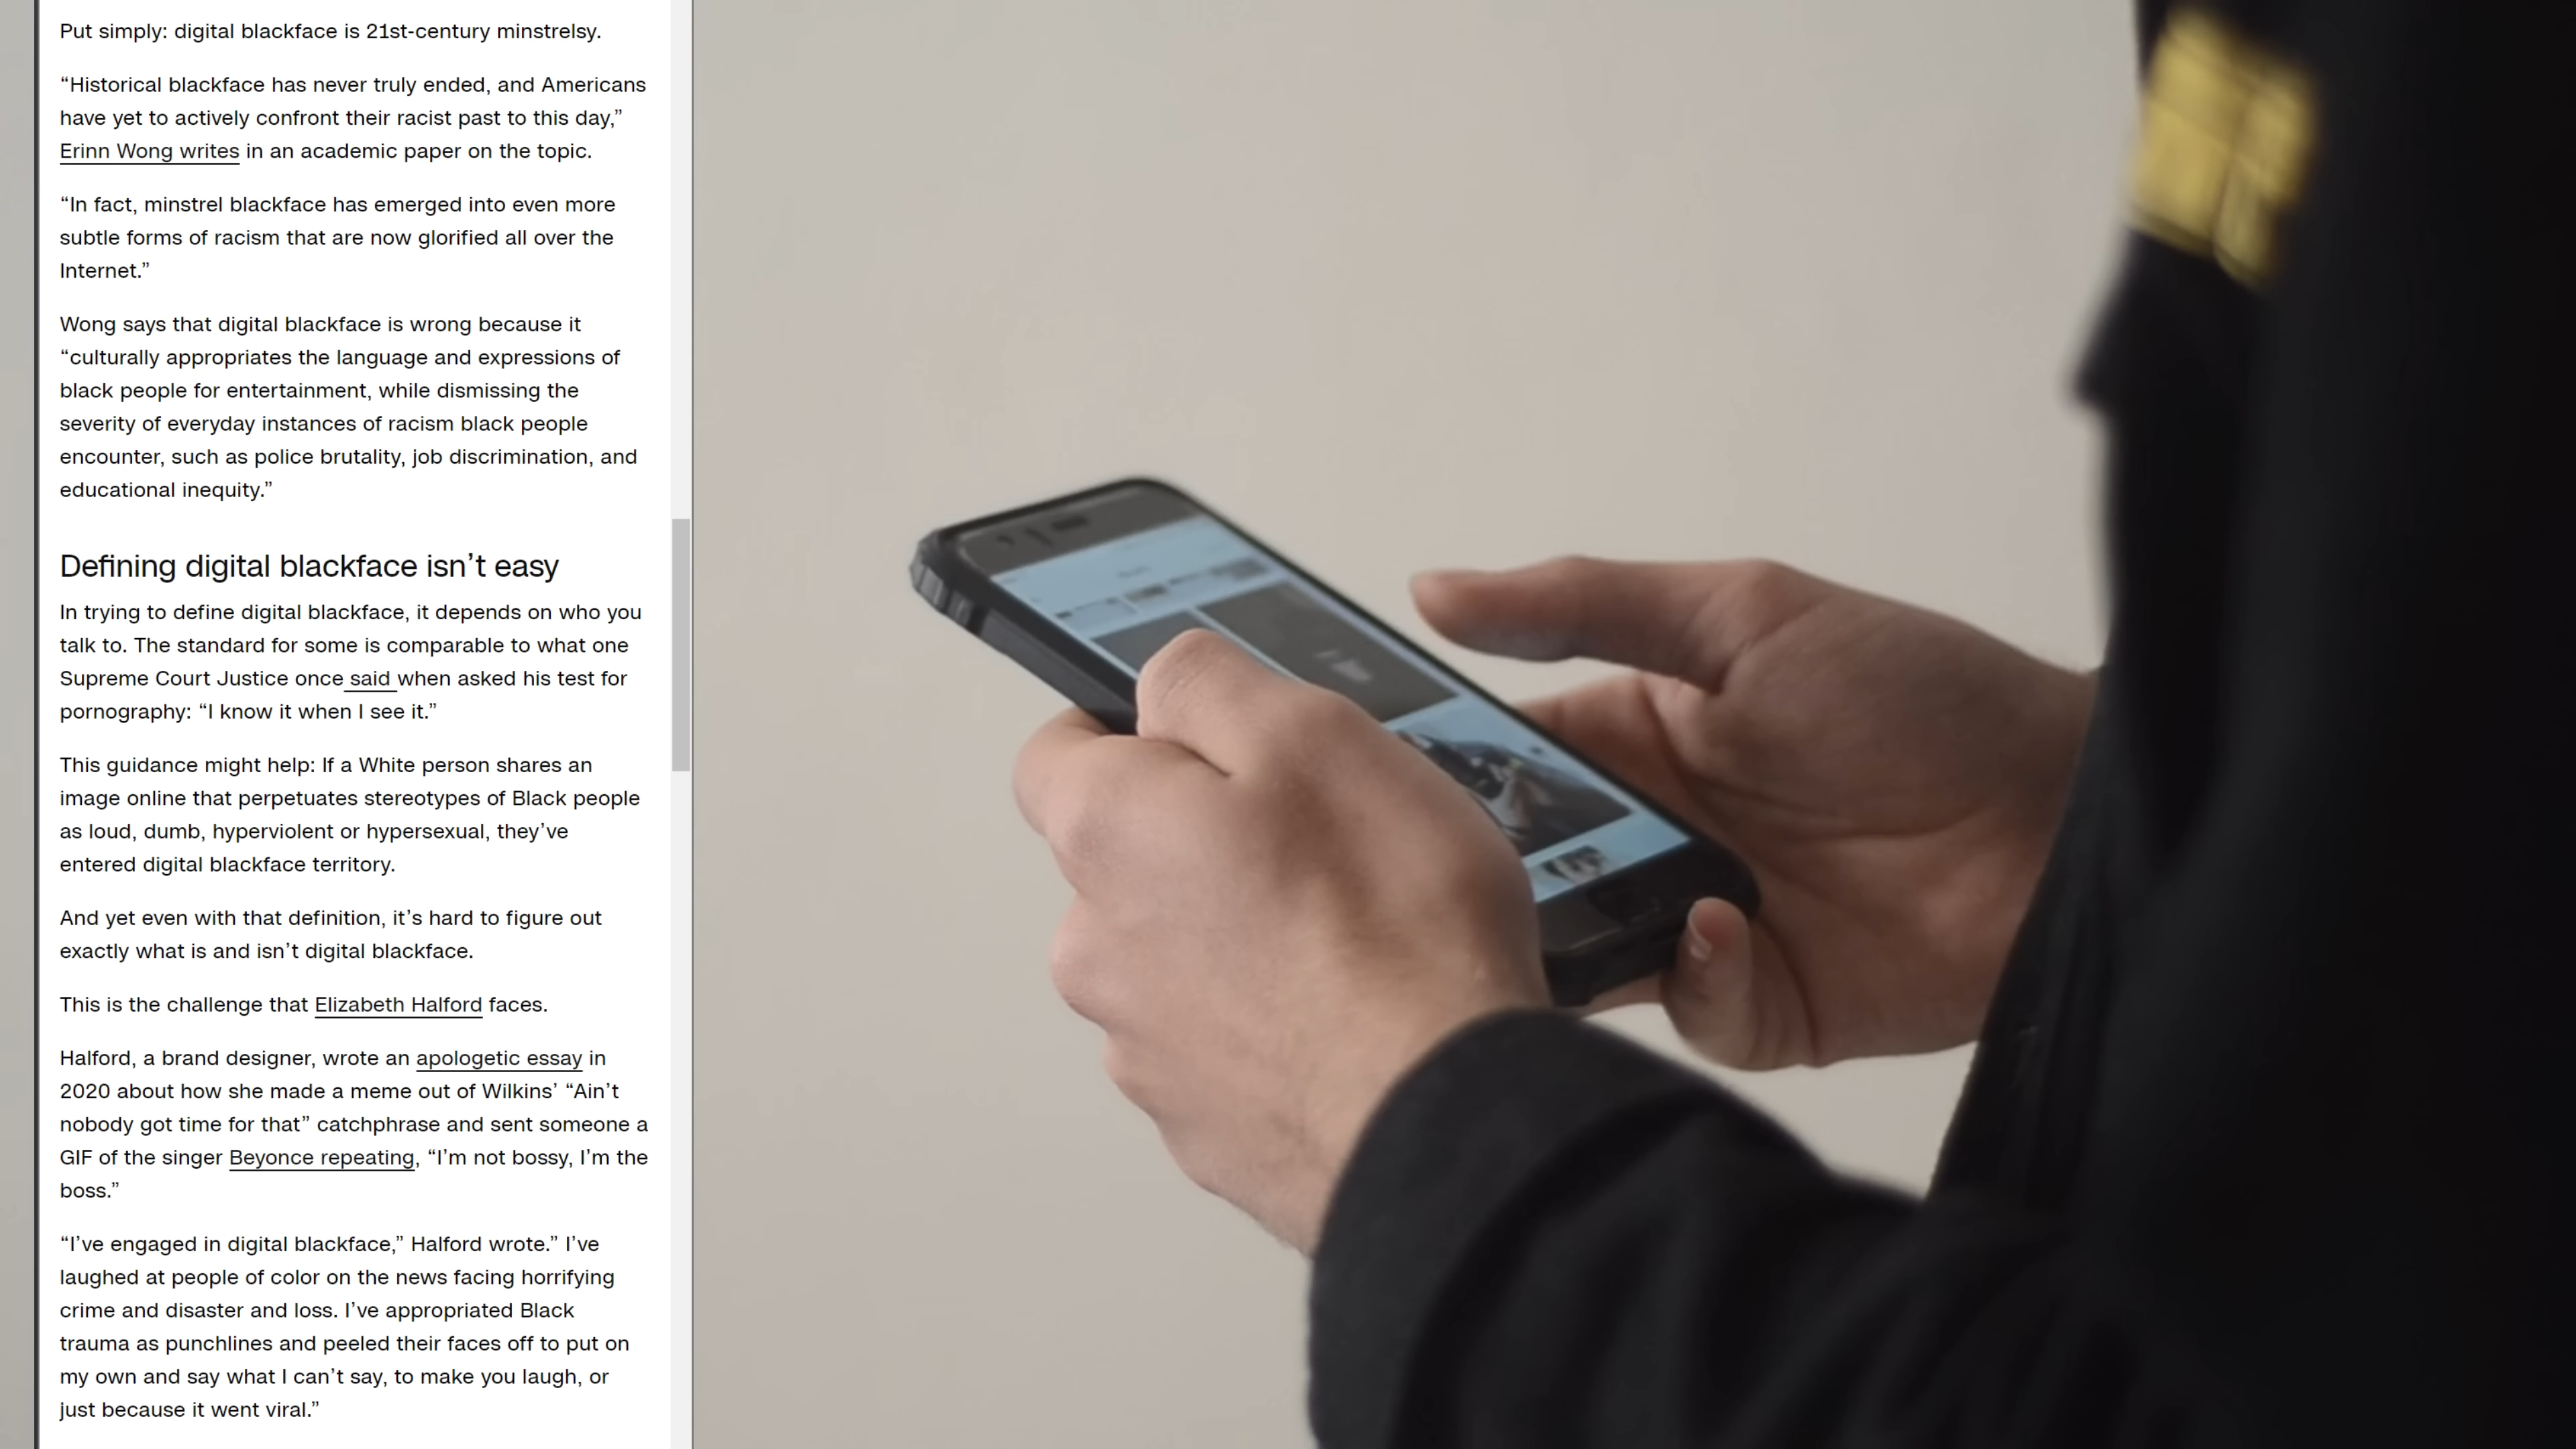 Put simply: digital blackface is 21st-century minstrelsy.
“Historical blackface has never truly ended, and Americans
have yet to actively confront their racist past to this day,”
Erinn Wong writes in an academic paper on the topic.
“In fact, minstrel blackface has emerged into even more
subtle forms of racism that are now glorified all over the
Internet.”
Wong says that digital blackface is wrong because it
“culturally appropriates the language and expressions of
black people for entertainment, while dismissing the
severity of everyday instances of racism black people
encounter, such as police brutality, job discrimination, and
educational inequity.”
Defining digital blackface isn’t easy
In trying to define digital blackface, it depends on who you
talk to. The standard for some is comparable to what one
Supreme Court Justice once said when asked his test for
pornography: “I know it when I see it.”
This guidance might help: If a White person shares an
image online that perpetuates stereotypes of Black people
as loud, dumb, hyperviolent or hypersexual, they’ve
entered digital blackface territory.
And yet even with that definition, it’s hard to figure out
exactly what is and isn’t digital blackface.
This is the challenge that Elizabeth Halford faces.
Halford, a brand designer, wrote an apologetic essay in
2020 about how she made a meme out of Wilkins’ “Ain’t
nobody got time for that” catchphrase and sent someone a
GIF of the singer Beyonce repeating, “I’m not bossy, I’m the
boss.”
“I’ve engaged in digital blackface,” Halford wrote.” I’ve
laughed at people of color on the news facing horrifying
crime and disaster and loss. I’ve appropriated Black
trauma as punchlines and peeled their faces off to put on
my own and say what I can’t say, to make you laugh, or
just because it went viral.”